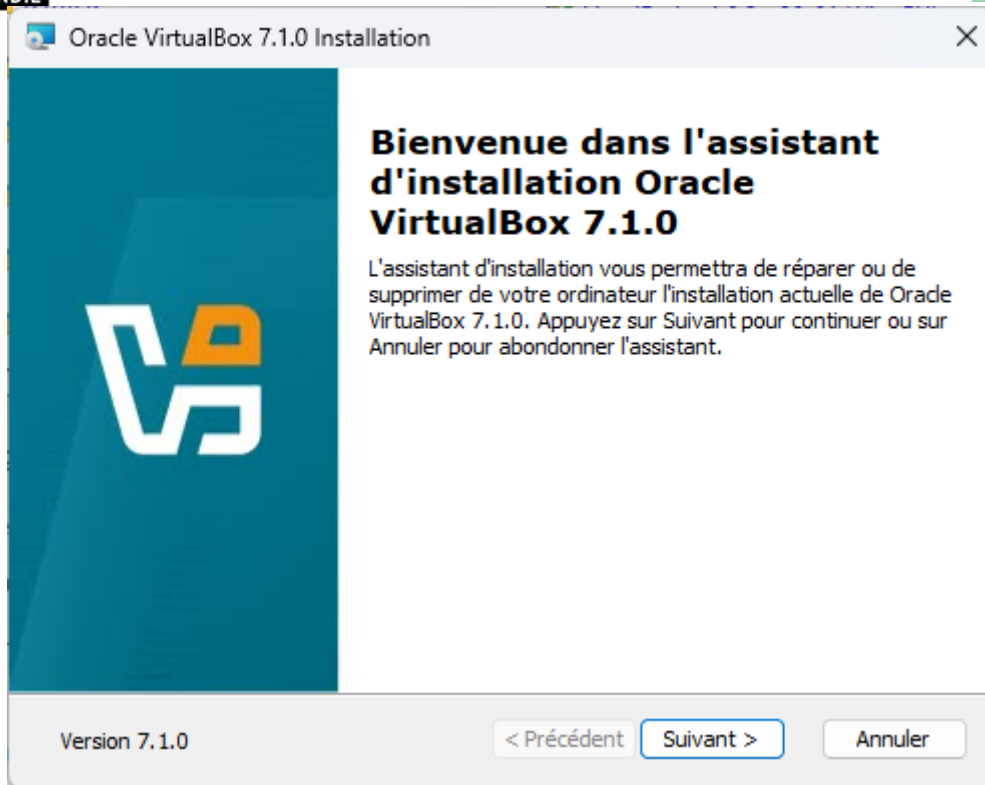 Oracle VirtualBox 7.1.0 Installation
Bienvenue dans l'assistant
d'installation Oracle
VirtualBox 7.1.0
L'assistant d'installation vous permettra de réparer ou de
supprimer de votre ordinateur l'installation actuelle de Oracle
VirtualBox 7.1.0. Appuyez sur Suivant pour continuer ou sur
Annuler pour abondonner l'assistant.
Version 7.1.0
< Précédent
Suivant >
Annuler